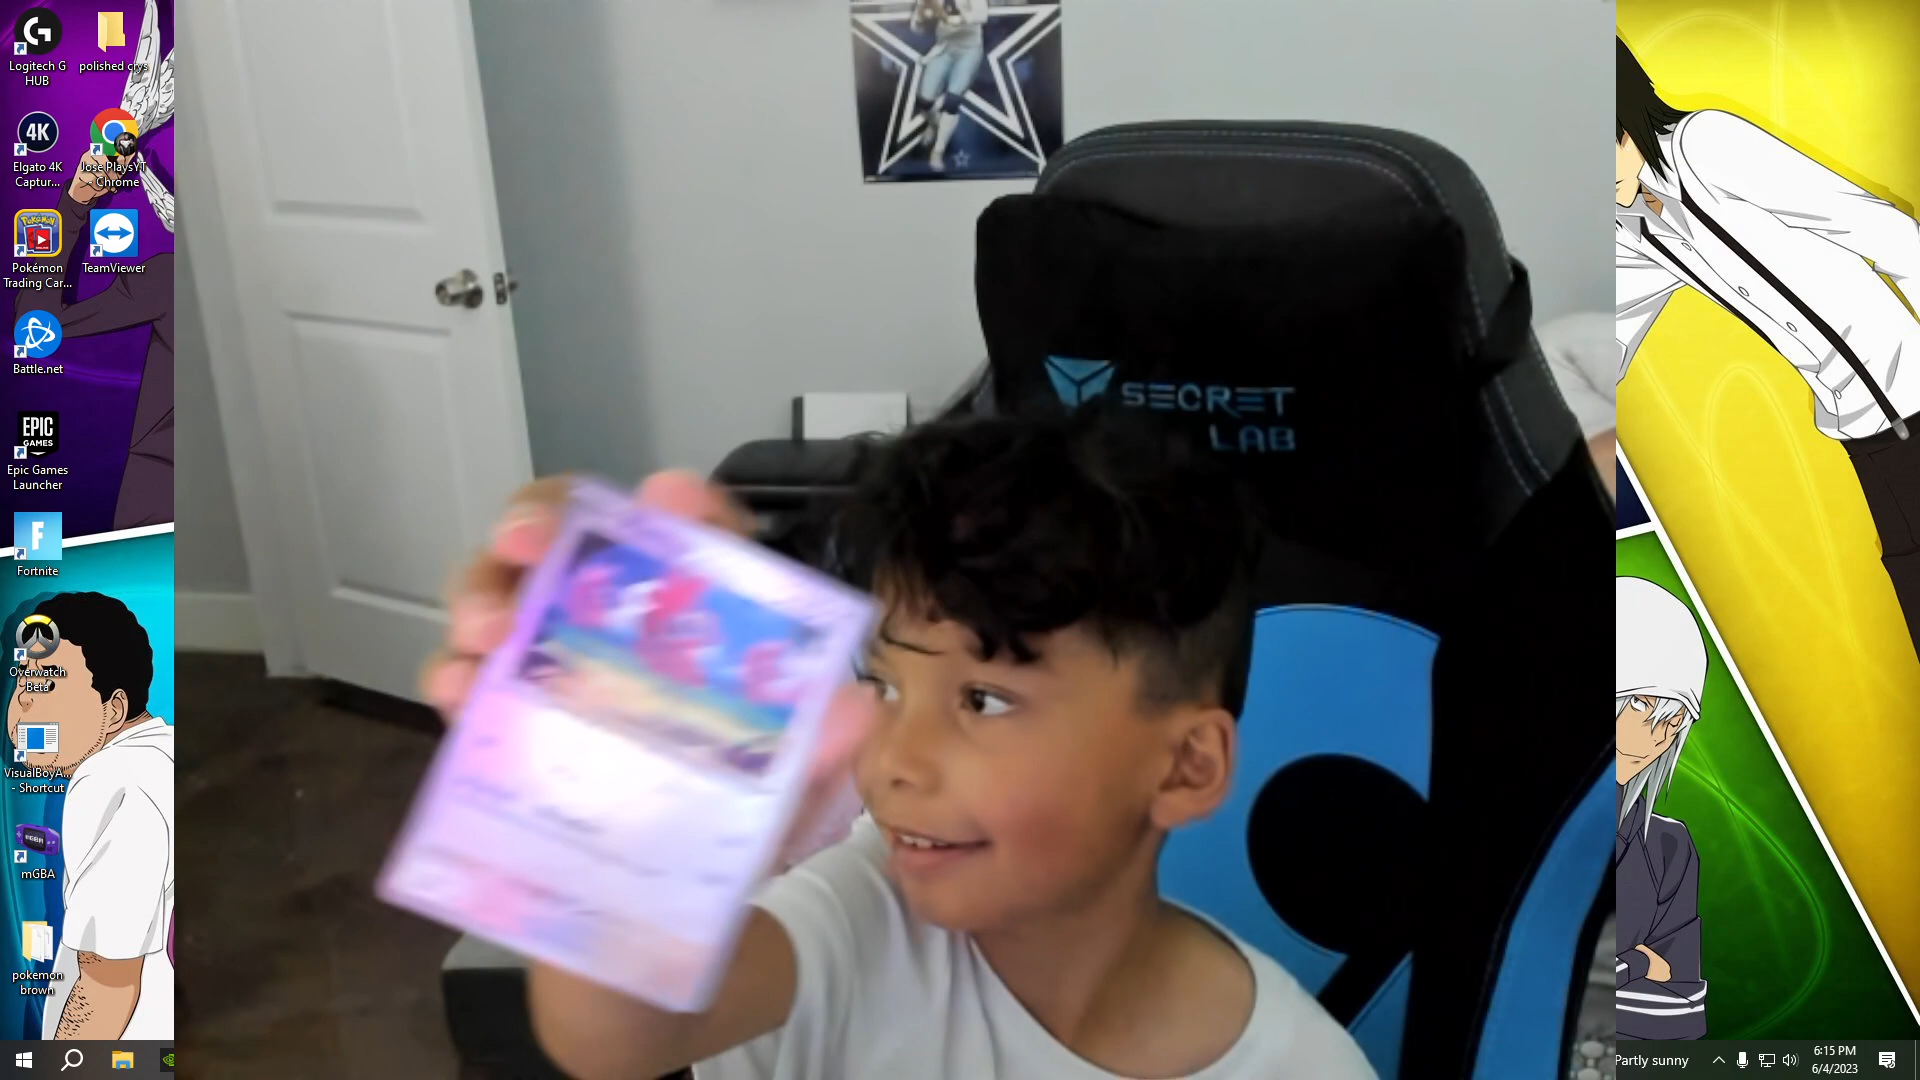 Logitech G
HUB
polished crys
4K
Elgato 4K
Captur...
Jose PlaysYT
- Chrome
Pokémon
Pokémon
Trading Car...
TeamViewer
Battle.net
EPIC
GAMES
Epic Games
Launcher
F
Fortnite
Overwatch
Beta
VisualBoyA...
- Shortcut
mGBA
mGBA
pokemon
brown
SECRET
LAB
Partly sunny
6:15 PM
6/4/2023